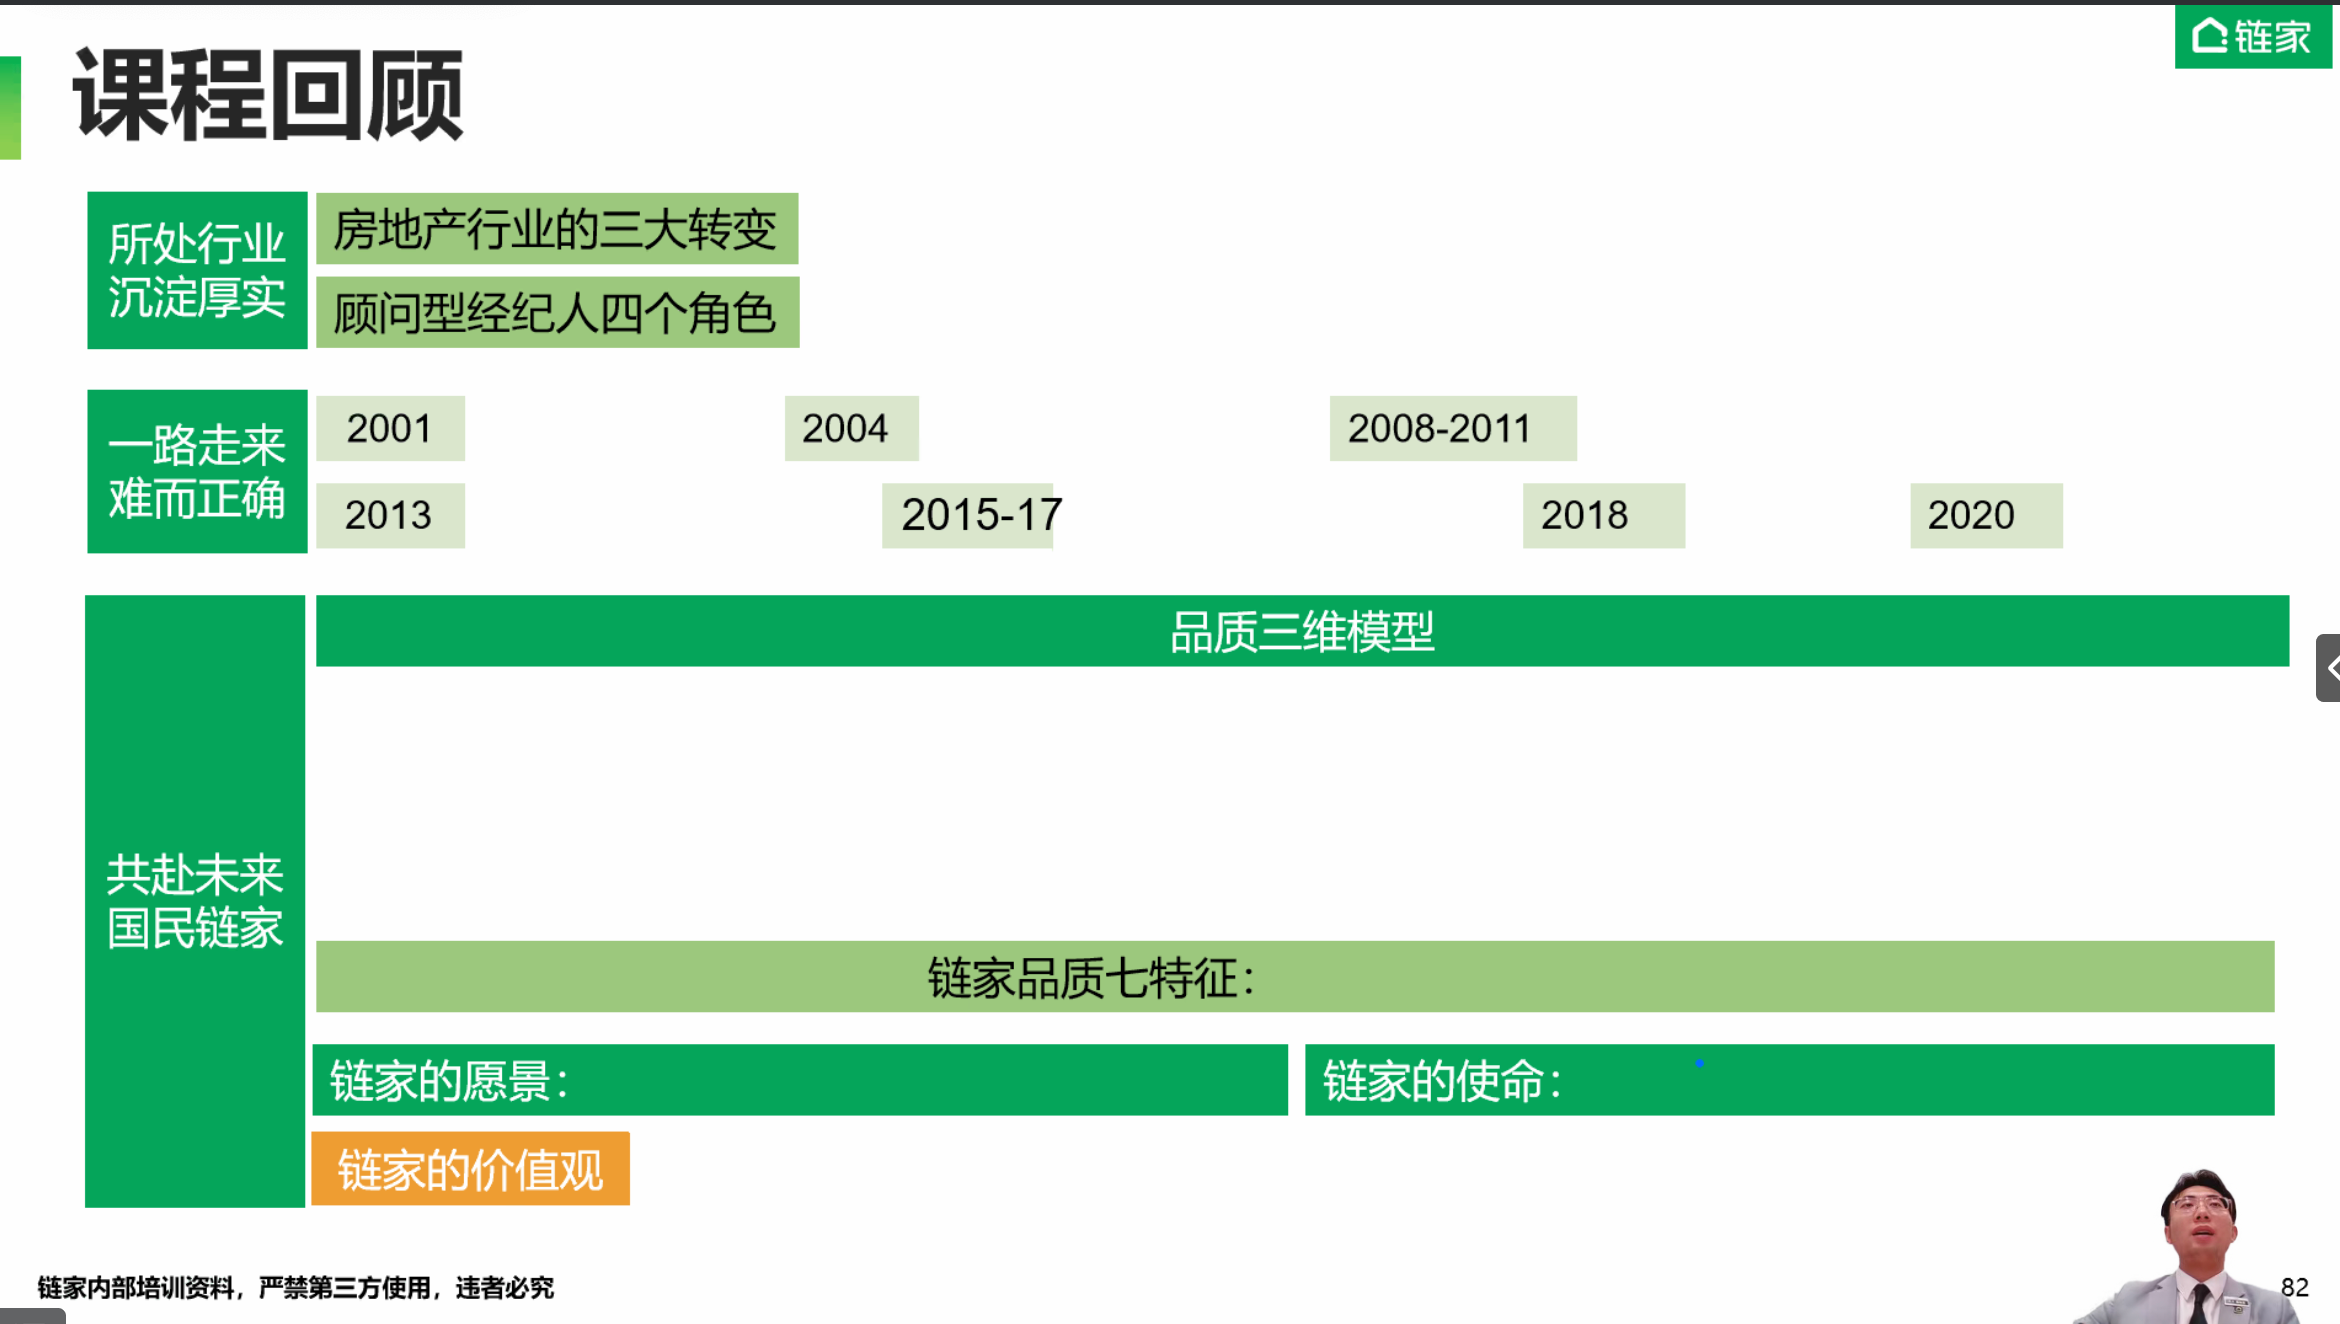 链家
课程回顾
所处行业
沉淀厚实
房地产行业的三大转变
顾问型经纪人四个角色
一路走来
难而正确
2001
2004
2008-2011
2013
2015-17
2018
2020
共赴未来
国民链家
品质三维模型
链家品质七特征：
链家的愿景：
链家的使命：
链家的价值观
链家内部培训资料，严禁第三方使用，违者必究
82